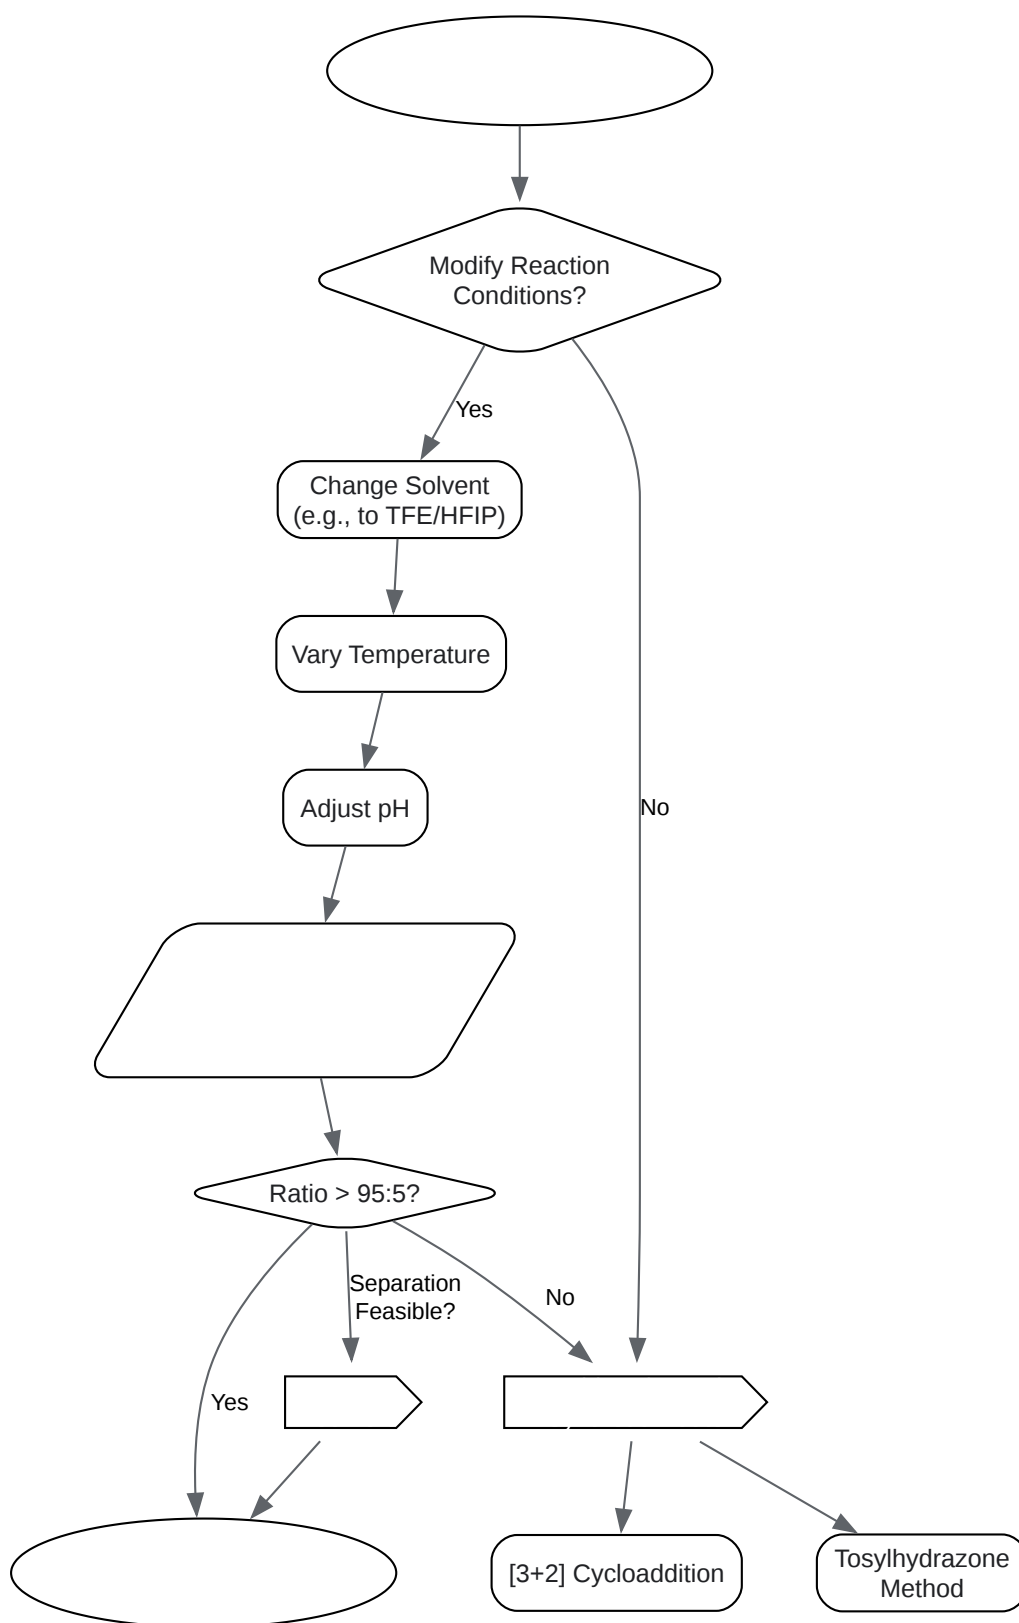 Modify Reaction
Conditions?
Yes
Change Solvent
(e.g., to TFE/HFIP)
Vary Temperature
Adjust pH
No
Ratio > 95:5?
Separation
Feasible?
No
Yes
[3+2] Cycloaddition
Tosylhydrazone
Method